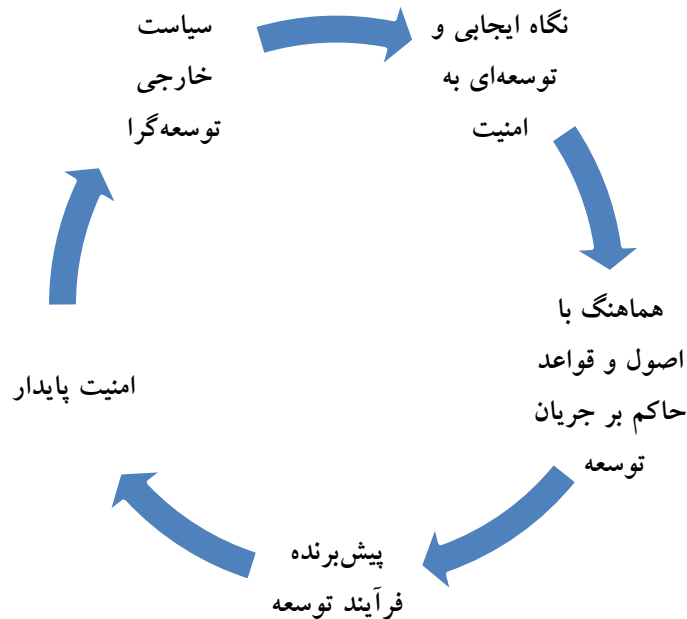 سیاست
خارجی
توسعه‌گرا
نگاه ایجابی و
توسعه‌ای به
امنیت
هماهنگ با
اصول و قواعد
حاکم بر جریان
توسعه
پیش‌برنده
فرآیند توسعه
امنیت پایدار